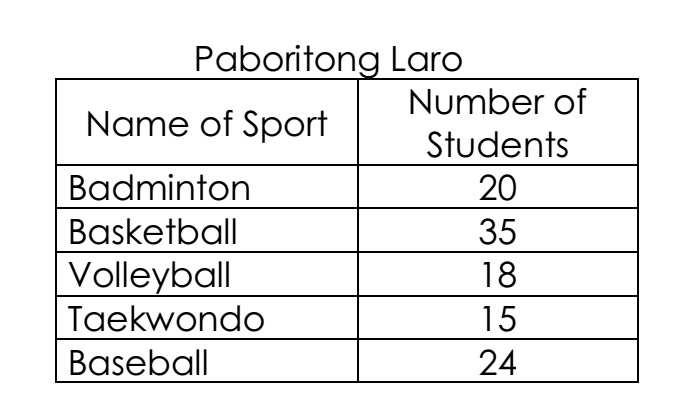 Paboritong Laro
Name of Sport
Number of
Students
Badminton 20
Basketball 35
Volleyball 18
Taekwondo 15
Baseball 24